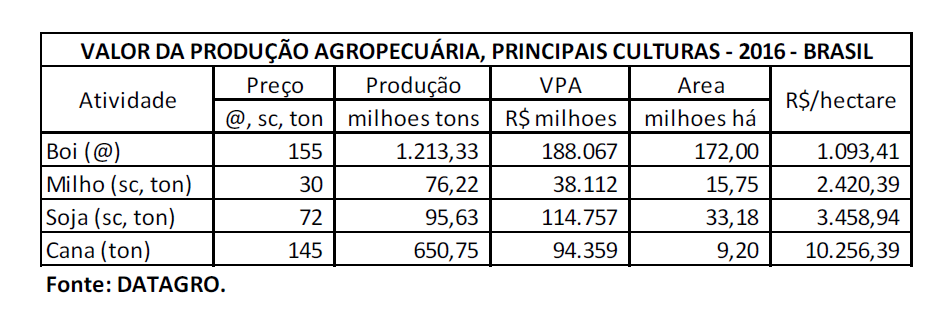 VALOR DA PRODUÇÃO AGROPECUÁRIA, PRINCIPAIS CULTURAS - 2016 - BRASIL
Atividade Preço Produção VPA Area R$/hectare
@, sc, ton milhoes tons R$ milhoes milhoes há
Boi (@) 155 1.213,33 188.067 172,00 1.093,41
Milho (sc, ton) 30 76,22 38.112 15,75 2.420,39
Soja (sc, ton) 72 95,63 114.757 33,18 3.458,94
Cana (ton) 145 650,75 94.359 9,20 10.256,39
Fonte: DATAGRO.